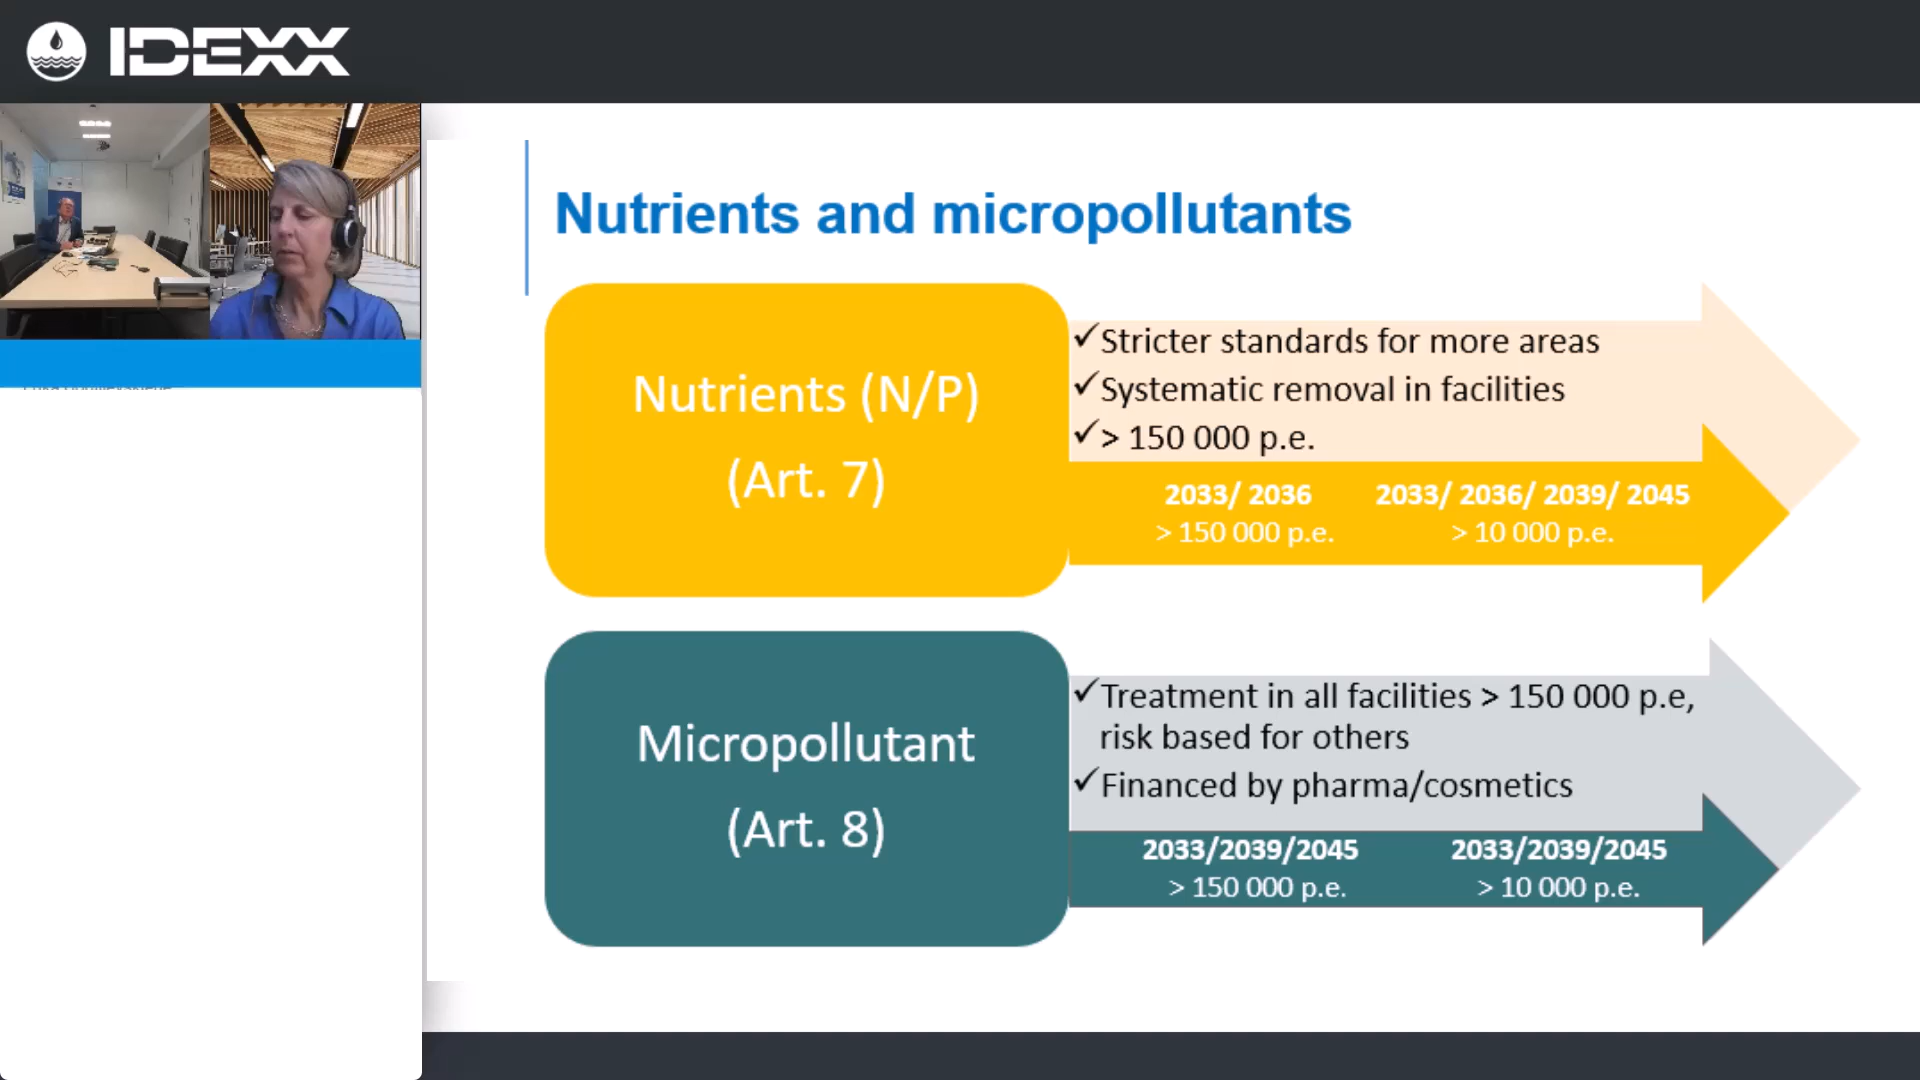 IDEXX
Nutrients and micropollutants
Nutrients (N/P)
(Art. 7)
✓Stricter standards for more areas
✓Systematic removal in facilities
✓> 150 000 p.e.
2033/ 2036
> 150 000 p.e.
2033/ 2036/ 2039/ 2045
> 10 000 p.e.
Micropollutant
(Art. 8)
✓Treatment in all facilities > 150 000 p.e,
risk based for others
✓Financed by pharma/cosmetics
2033/2039/2045
> 150 000 p.e.
2033/2039/2045
> 10 000 p.e.